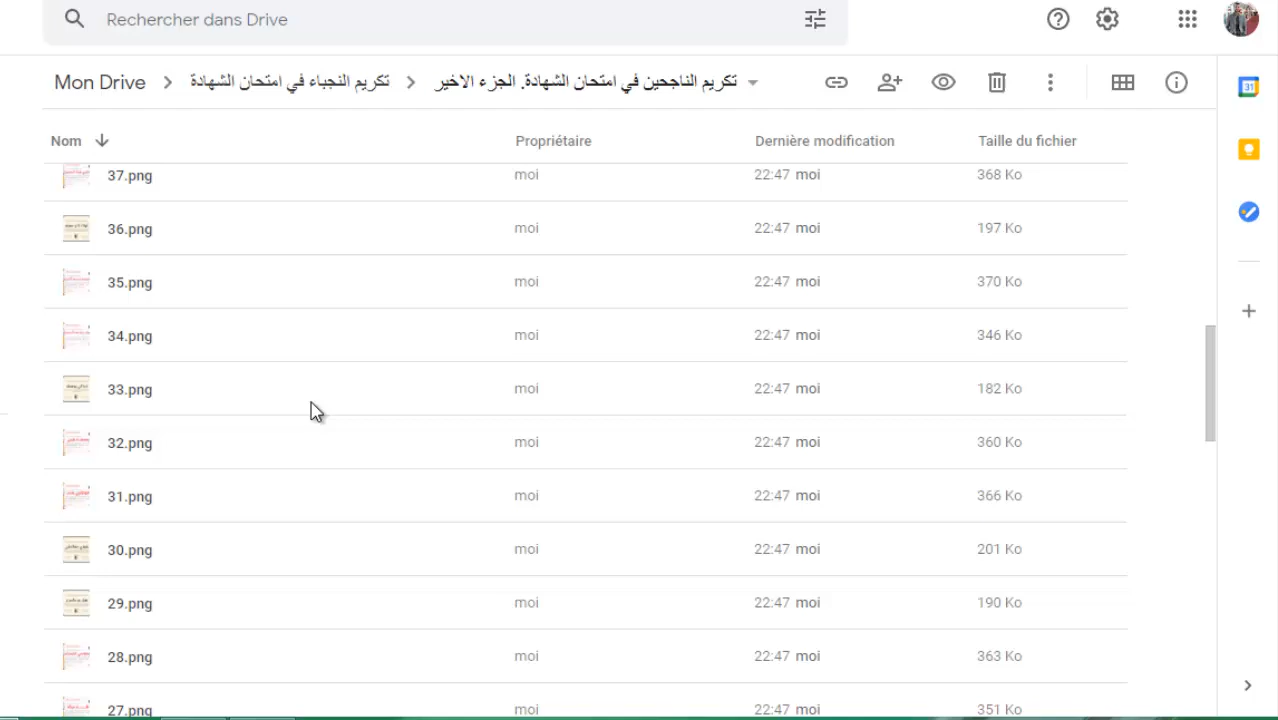 Rechercher dans Drive
Mon Drive > تكريم النجباء في امتحان الشهادة > تكريم الناجحين في امتحان الشهادة. الجزء الاخير
31
Nom Propriétaire Dernière modification Taille du fichier
37.png moi 22:47 moi 368 Ko
36.png moi 22:47 moi 197 Ko
35.png moi 22:47 moi 370 Ko
34.png moi 22:47 moi 346 Ko
33.png moi 22:47 moi 182 Ko
32.png moi 22:47 moi 360 Ko
31.png moi 22:47 moi 366 Ko
30.png moi 22:47 moi 201 Ko
29.png moi 22:47 moi 190 Ko
28.png moi 22:47 moi 363 Ko
27.png moi 22:47 moi 351 Ko